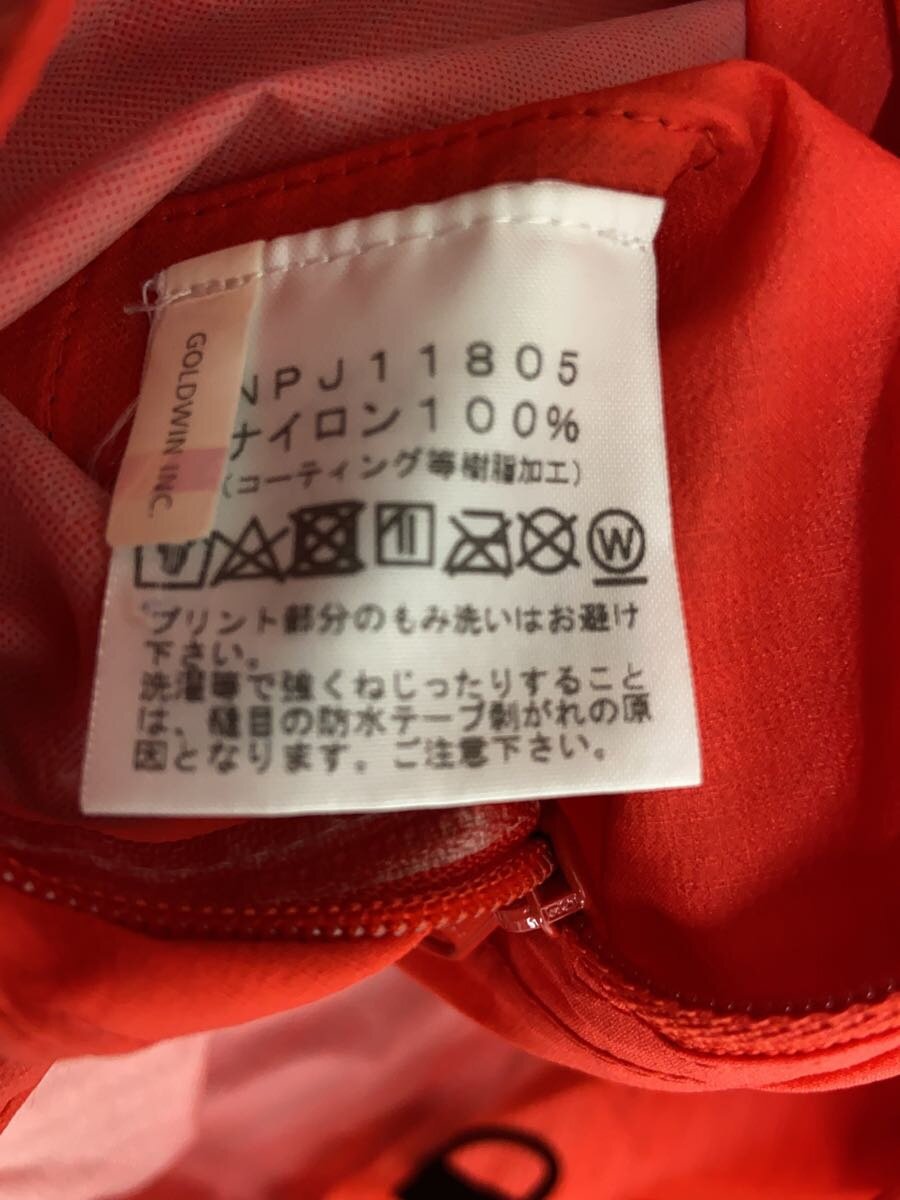 GOLDWIN INC.
NPJ11805
ナイロン100%
(コーティング等樹脂加工)
W
プリント部分のもみ洗いはお避け
下さい。
洗濯等で強くねじったりすること
は、縫目の防水テープ剥がれの原
因となります。ご注意下さい。